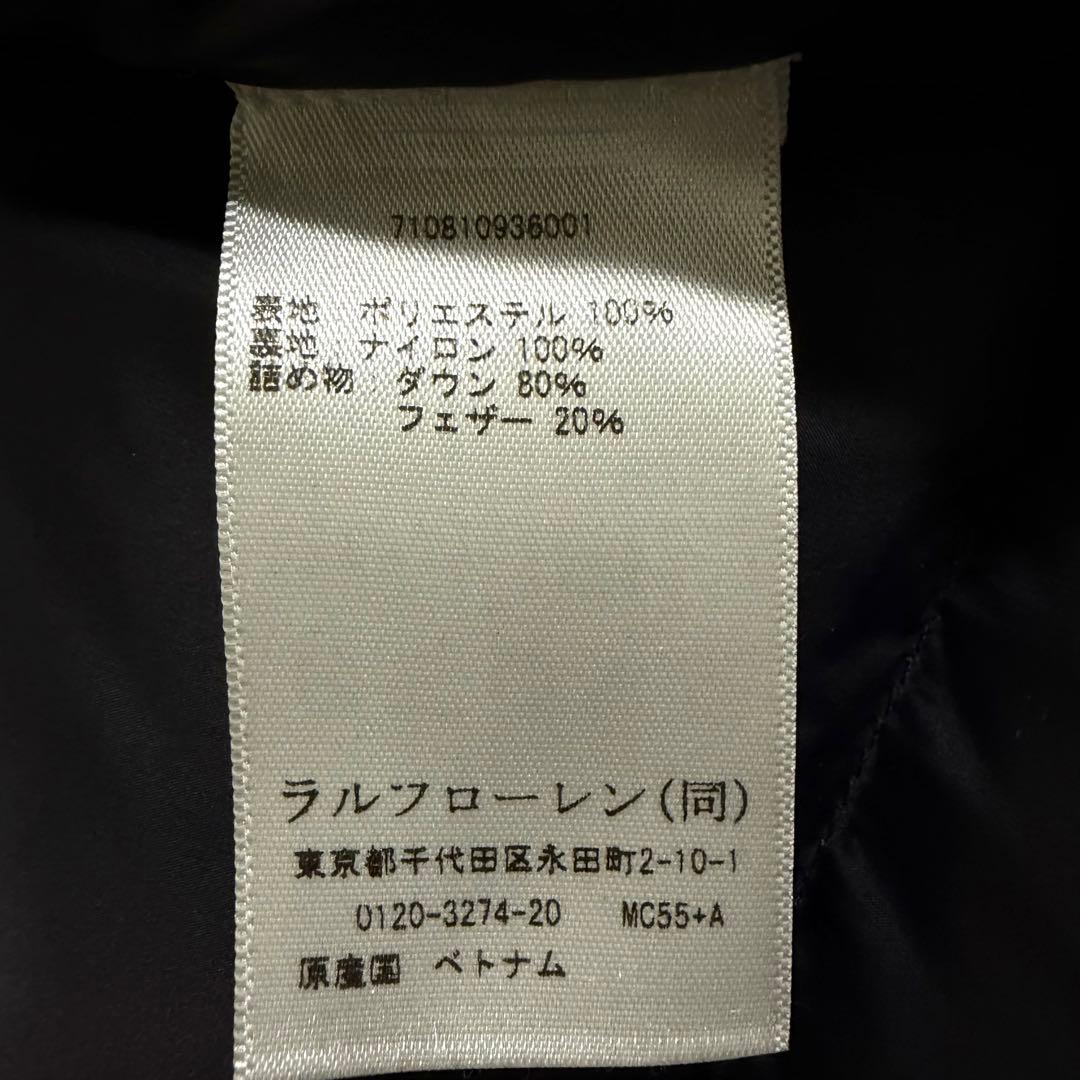 710810936001
表地 ポリエステル 100%
裏地 ナイロン 100%
詰め物 ダウン 80%
フェザー 20%
ラルフローレン(同)
東京都千代田区永田町2-10-1
0120-3274-20 MC55+A
原産国 ベトナム